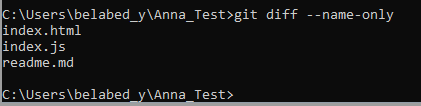 C:\Users\belabed_y\Anna_Test>git diff --name-only
index.html
index.js
readme.md
C:\Users\belabed_y\Anna_Test>